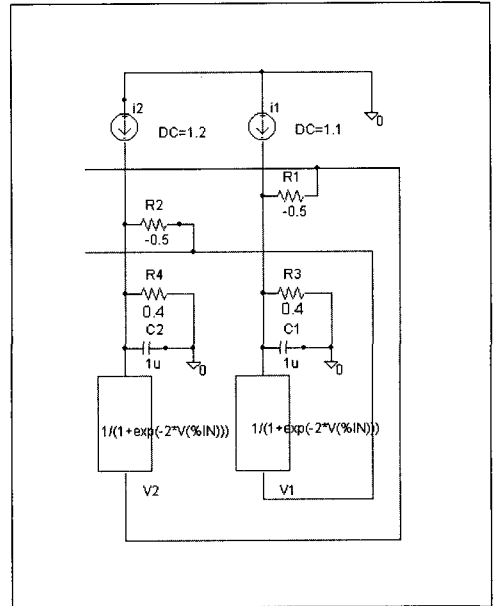 i2
i1
0
DC=1.2
DC=1.1
R1
-0.5
R2
-0.5
R4
0.4
R3
0.4
C2
1u
C1
1u
0
0
1/(1+exp(-2*V(%IN)))
1/(1+exp(-2*V(%IN)))
V2
V1